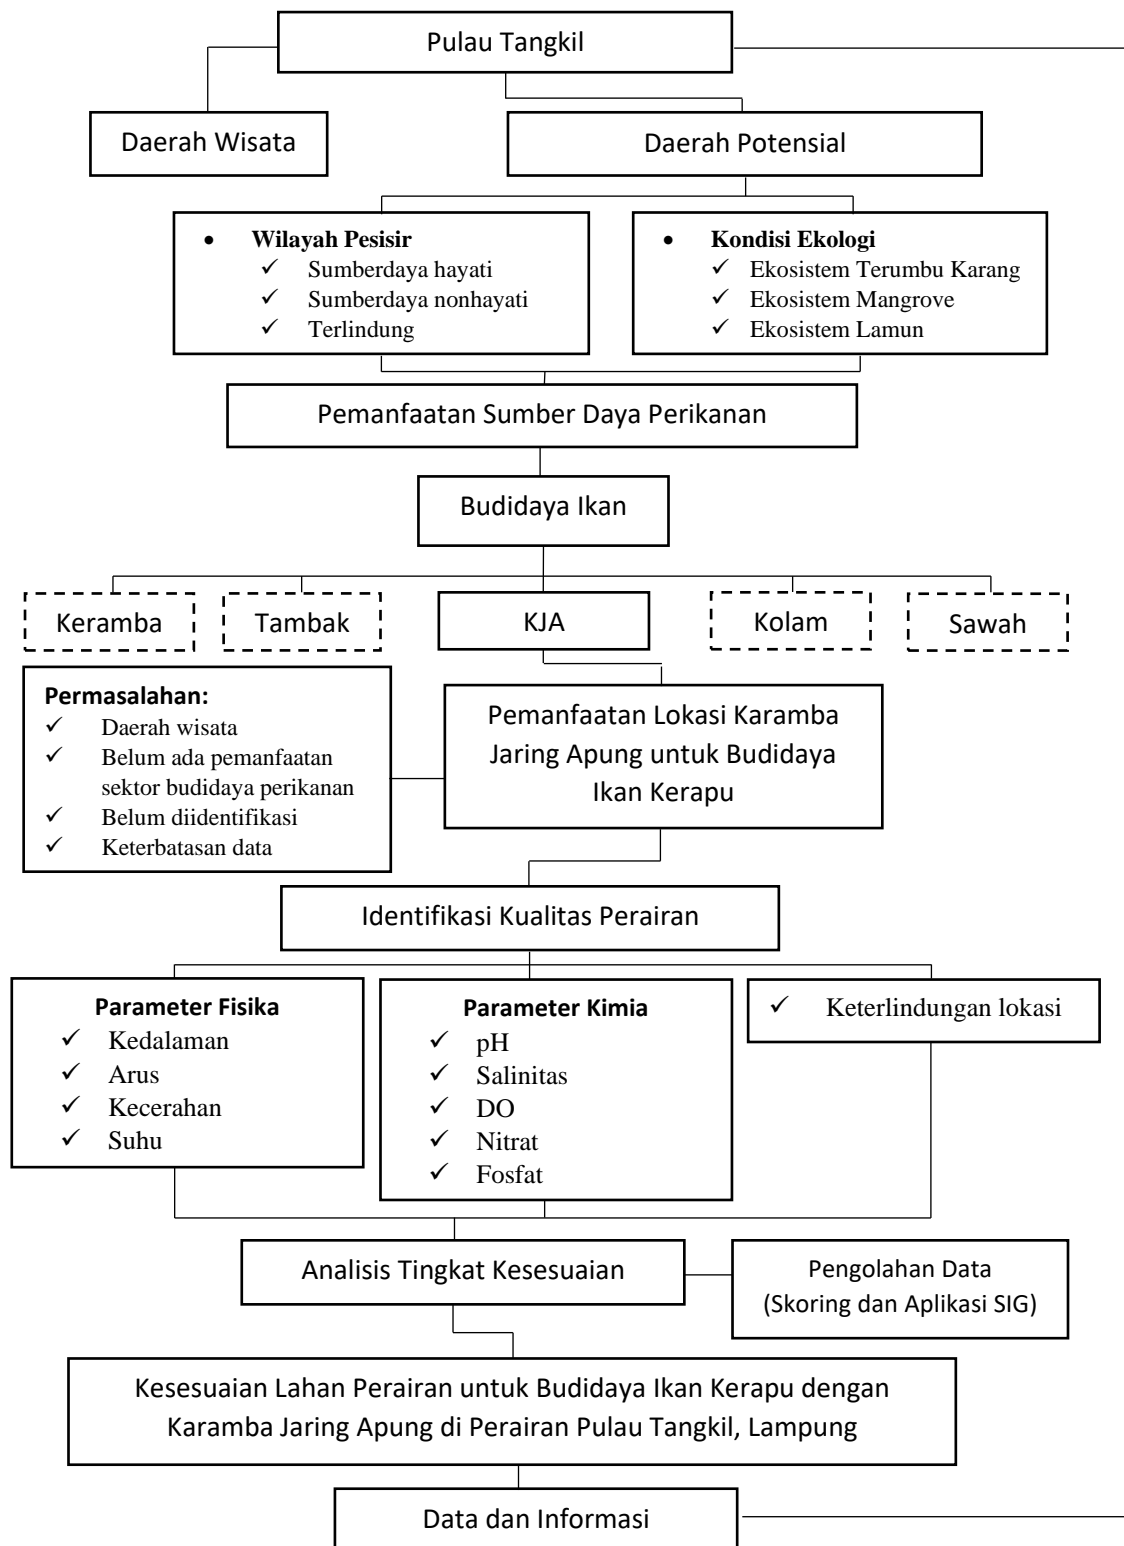 Pulau Tangkil
Daerah Wisata
Daerah Potensial
• Wilayah Pesisir
✓ Sumberdaya hayati
✓ Sumberdaya nonhayati
✓ Terlindung
• Kondisi Ekologi
✓ Ekosistem Terumbu Karang
✓ Ekosistem Mangrove
✓ Ekosistem Lamun
Pemanfaatan Sumber Daya Perikanan
Budidaya Ikan
Keramba
Tambak
KJA
Kolam
Sawah
Permasalahan:
✓ Daerah wisata
✓ Belum ada pemanfaatan
sektor budidaya perikanan
✓ Belum diidentifikasi
✓ Keterbatasan data
Pemanfaatan Lokasi Karamba
Jaring Apung untuk Budidaya
Ikan Kerapu
Identifikasi Kualitas Perairan
Parameter Fisika
✓ Kedalaman
✓ Arus
✓ Kecerahan
✓ Suhu
Parameter Kimia
✓ pH
✓ Salinitas
✓ DO
✓ Nitrat
✓ Fosfat
✓ Keterlindungan lokasi
Analisis Tingkat Kesesuaian
Pengolahan Data
(Skoring dan Aplikasi SIG)
Kesesuaian Lahan Perairan untuk Budidaya Ikan Kerapu dengan
Karamba Jaring Apung di Perairan Pulau Tangkil, Lampung
Data dan Informasi